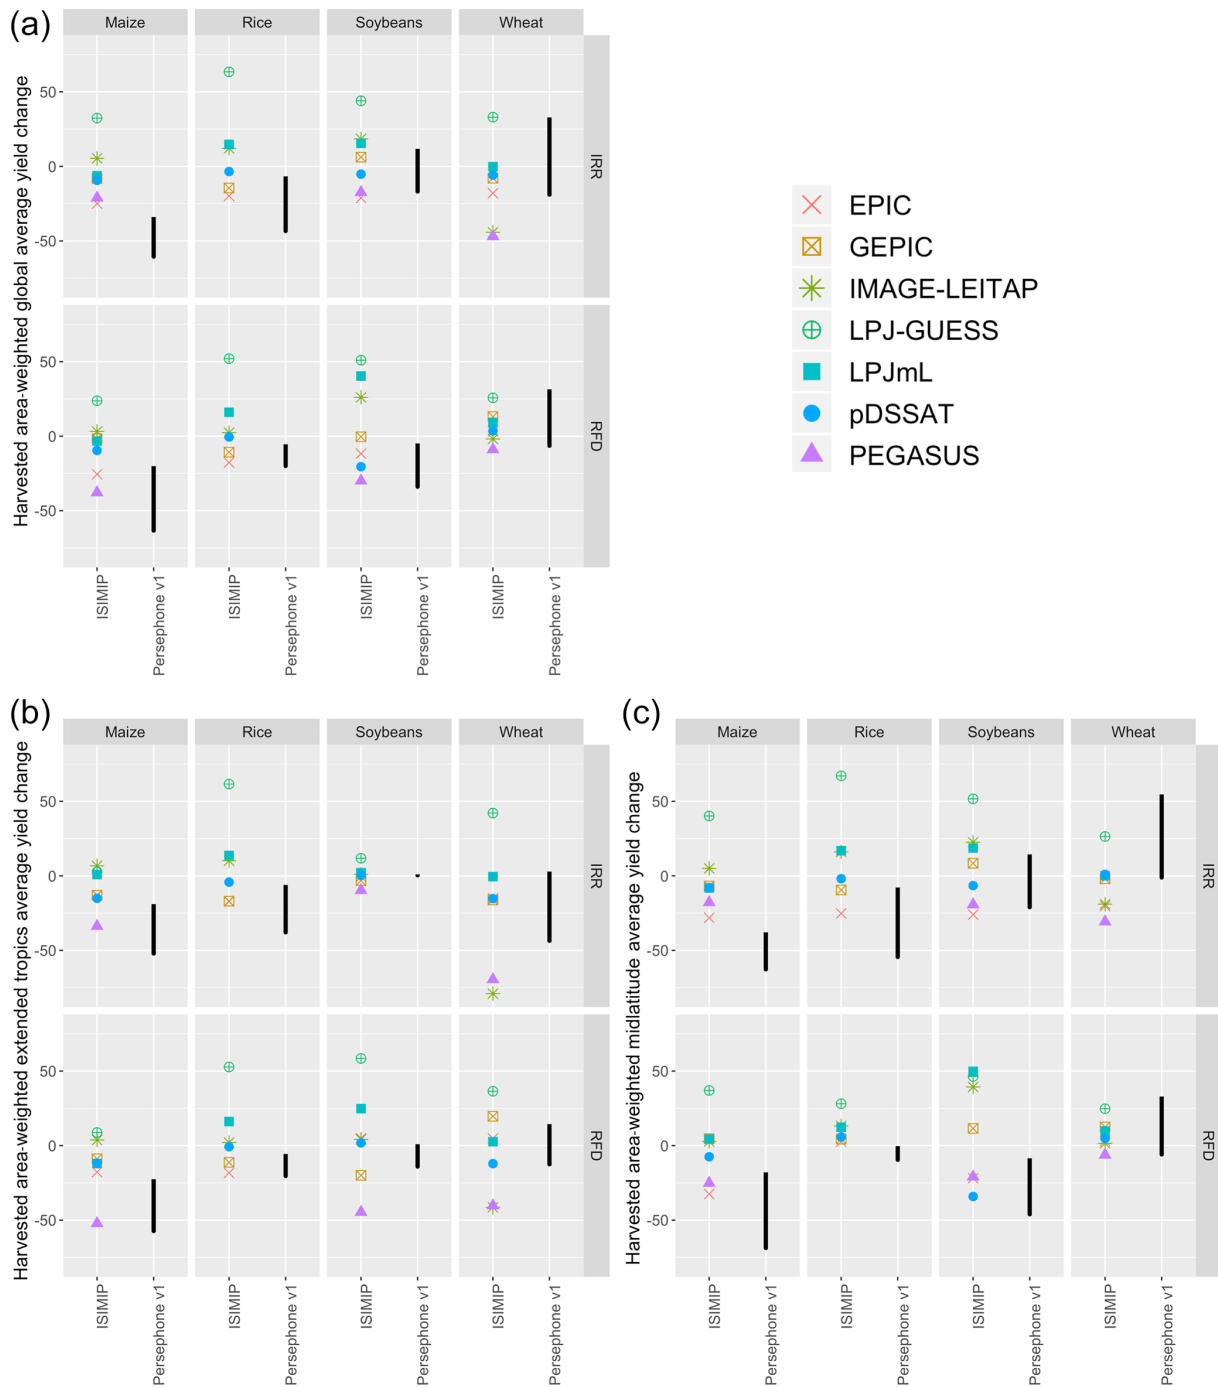 (a)
Maize
Rice
Soybeans
Wheat
Harvested area-weighted global average yield change
50
0
-50
IRR
50
0
-50
RFD
ISIMIP
Persephone v1
ISIMIP
Persephone v1
ISIMIP
Persephone v1
ISIMIP
Persephone v1
EPIC
GEPIC
IMAGE-LEITAP
LPJ-GUESS
LPJmL
pDSSAT
PEGASUS
(b)
Maize
Rice
Soybeans
Wheat
Harvested area-weighted extended tropics average yield change
50
0
-50
IRR
50
0
-50
RFD
ISIMIP
Persephone v1
ISIMIP
Persephone v1
ISIMIP
Persephone v1
ISIMIP
Persephone v1
(c)
Maize
Rice
Soybeans
Wheat
Harvested area-weighted midlatitude average yield change
50
0
-50
IRR
50
0
-50
RFD
ISIMIP
Persephone v1
ISIMIP
Persephone v1
ISIMIP
Persephone v1
ISIMIP
Persephone v1